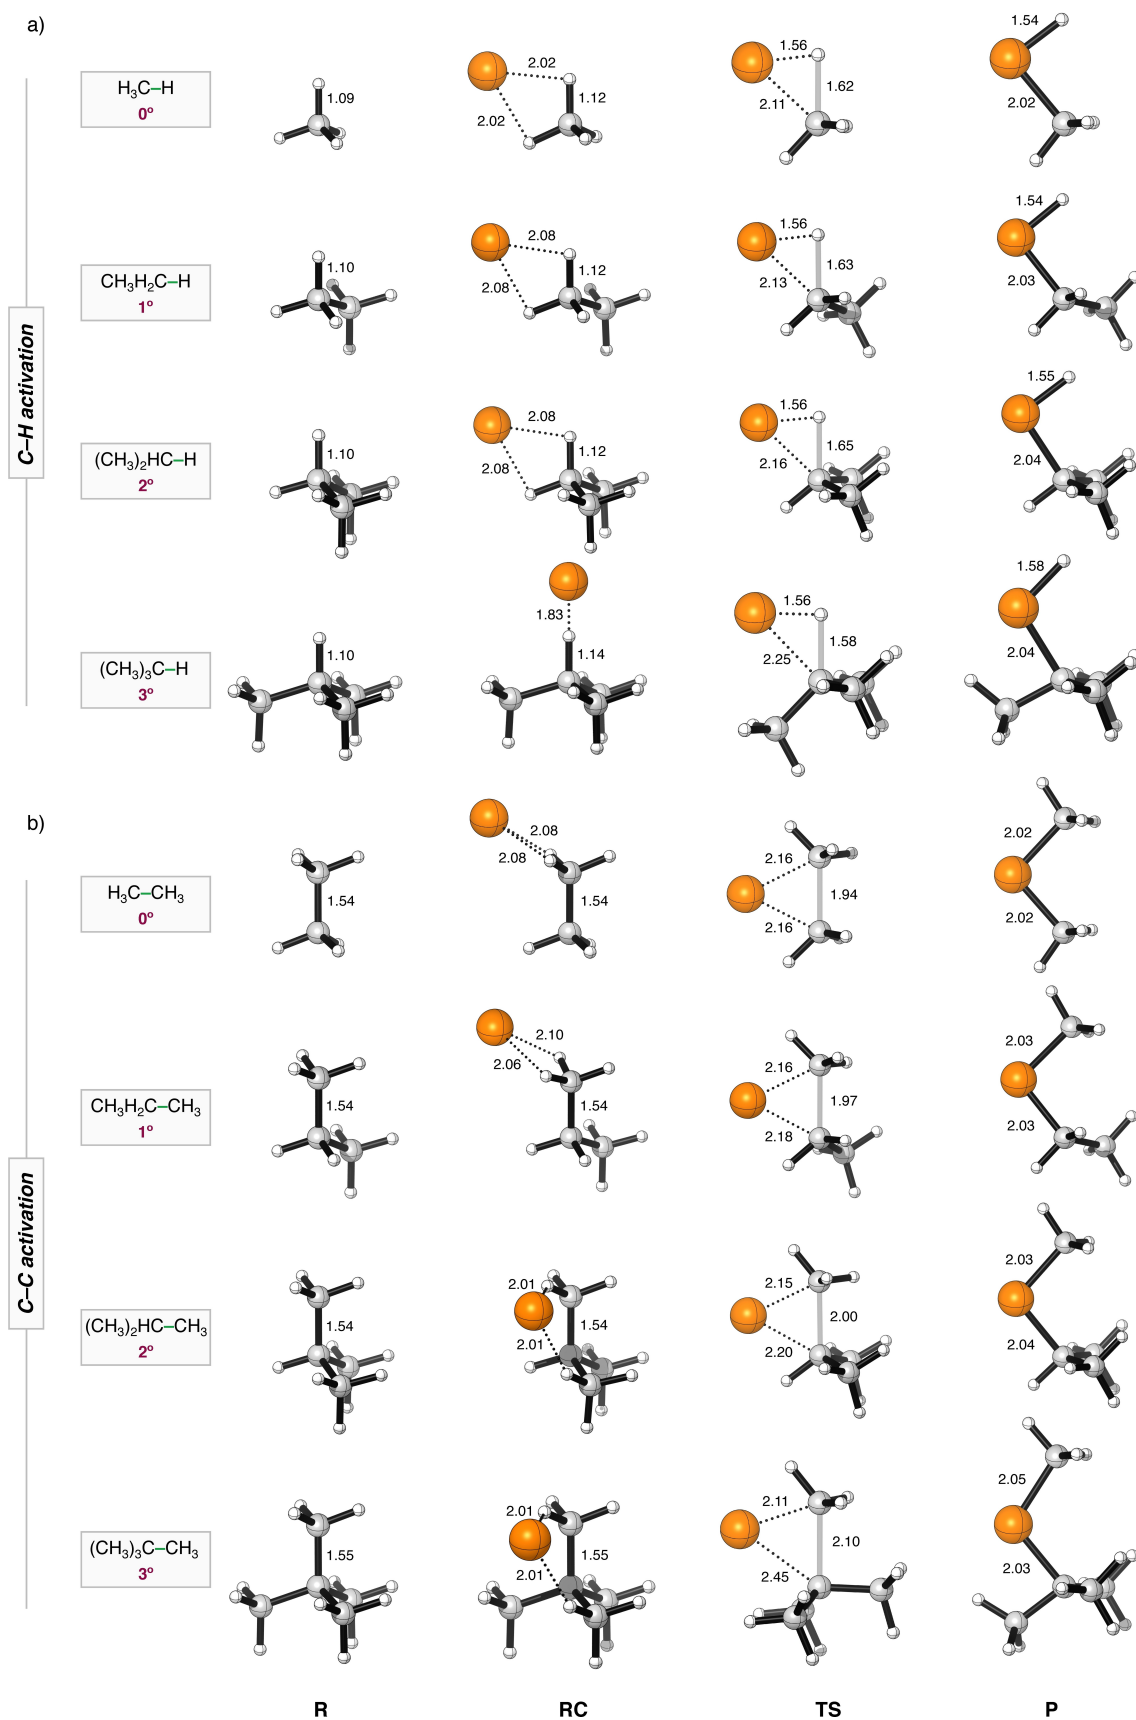 a)
C–H activation
H₃C–H
0º
1.09
2.02
2.02
1.12
1.56
2.11
1.62
1.54
2.02
CH₃H₂C–H
1º
1.10
2.08
2.08
1.12
1.56
2.13
1.63
1.54
2.03
(CH₃)₂HC–H
2º
1.10
2.08
2.08
1.12
1.56
2.16
1.65
1.55
2.04
(CH₃)₃C–H
3º
1.10
1.83
1.14
1.56
2.25
1.58
1.58
2.04
b)
C–C activation
H₃C–CH₃
0º
1.54
2.08
2.08
1.54
2.16
2.16
1.94
2.02
2.02
CH₃H₂C–CH₃
1º
1.54
2.10
2.06
1.54
2.16
2.18
1.97
2.03
2.03
(CH₃)₂HC–CH₃
2º
1.54
2.01
2.01
1.54
2.15
2.20
2.00
2.03
2.04
(CH₃)₃C–CH₃
3º
1.55
2.01
2.01
1.55
2.11
2.45
2.10
2.05
2.03
R
RC
TS
P